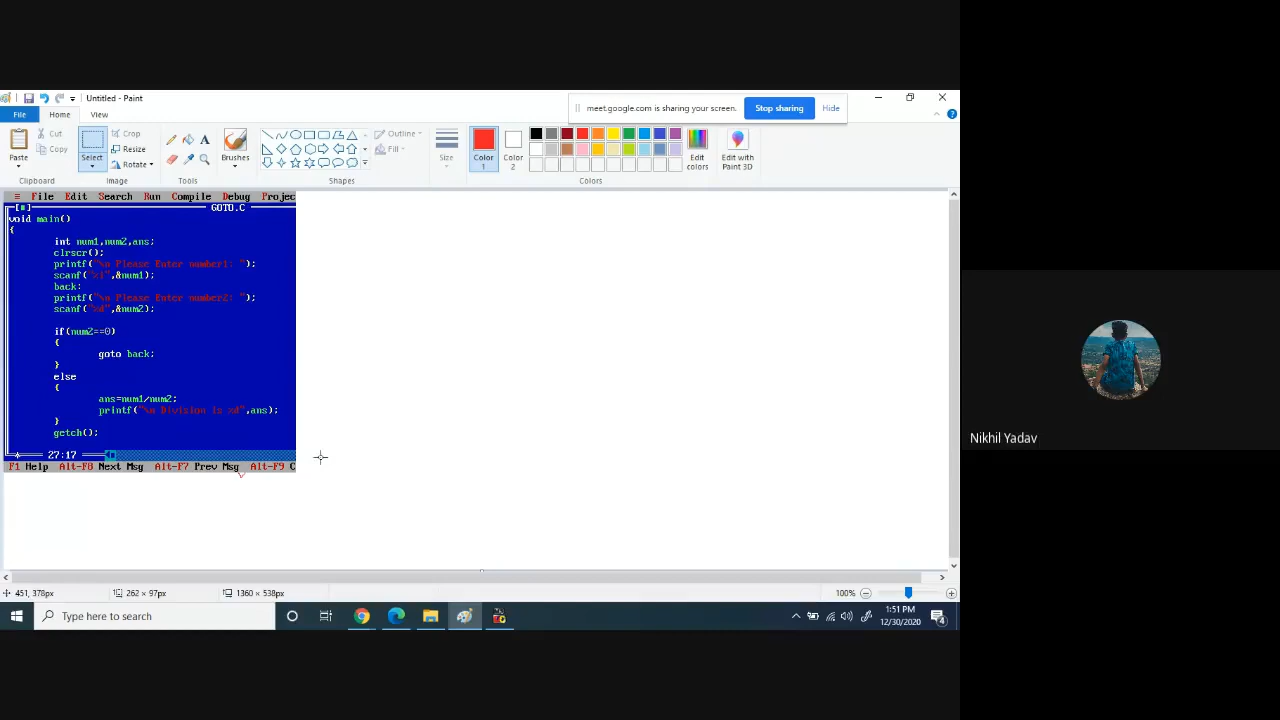 Untitled - Paint
meet.google.com is sharing your screen.
Stop sharing
Hide
File
Home
View
Paste
Cut
Copy
Clipboard
Select
Crop
Resize
Rotate
Image
Tools
Brushes
Shapes
Outline
Fill
Size
Color 1
Color 2
Colors
Edit colors
Edit with Paint 3D
File Edit Search Run Compile Debug Projec
GOTO.C
void main()
{
int num1,num2,ans;
clrscr();
printf("\n Please Enter number1: ");
scanf(",&num1);
back:
printf("\n Please Enter number2: ");
scanf("%d",&num2);
if(num2==0)
{
goto back;
}
else
{
ans=num1/num2;
printf("\n Division is %d",ans);
}
getch();
27:17
F1 Help Alt-F8 Next Msg Alt-F7 Prev Msg Alt-F9 C
451, 378px
262 × 97px
1360 × 538px
100%
Type here to search
1:51 PM
12/30/2020
4
Nikhil Yadav